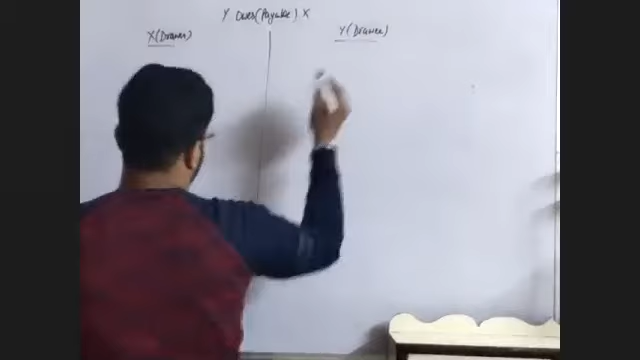 Y Owes (Payable) X
X (Drawer)
Y (Drawee)